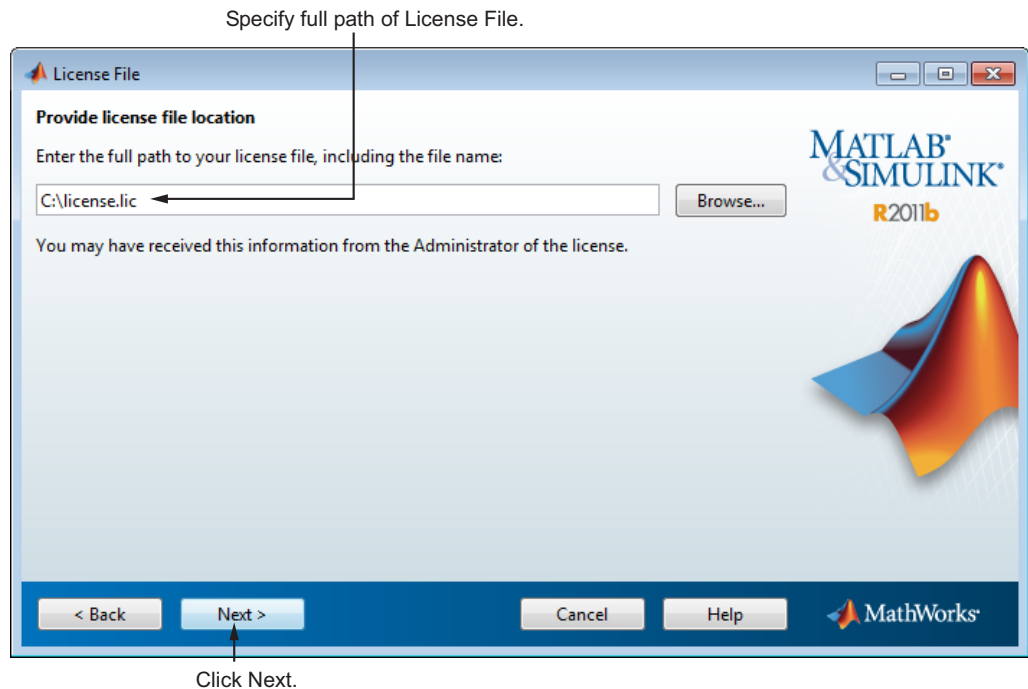 Specify full path of License File.
License File
Provide license file location
Enter the full path to your license file, including the file name:
C:\license.lic
Browse...
You may have received this information from the Administrator of the license.
MATLAB®
&SIMULINK®
R2011b
< Back
Next >
Cancel
Help
MathWorks®
Click Next.